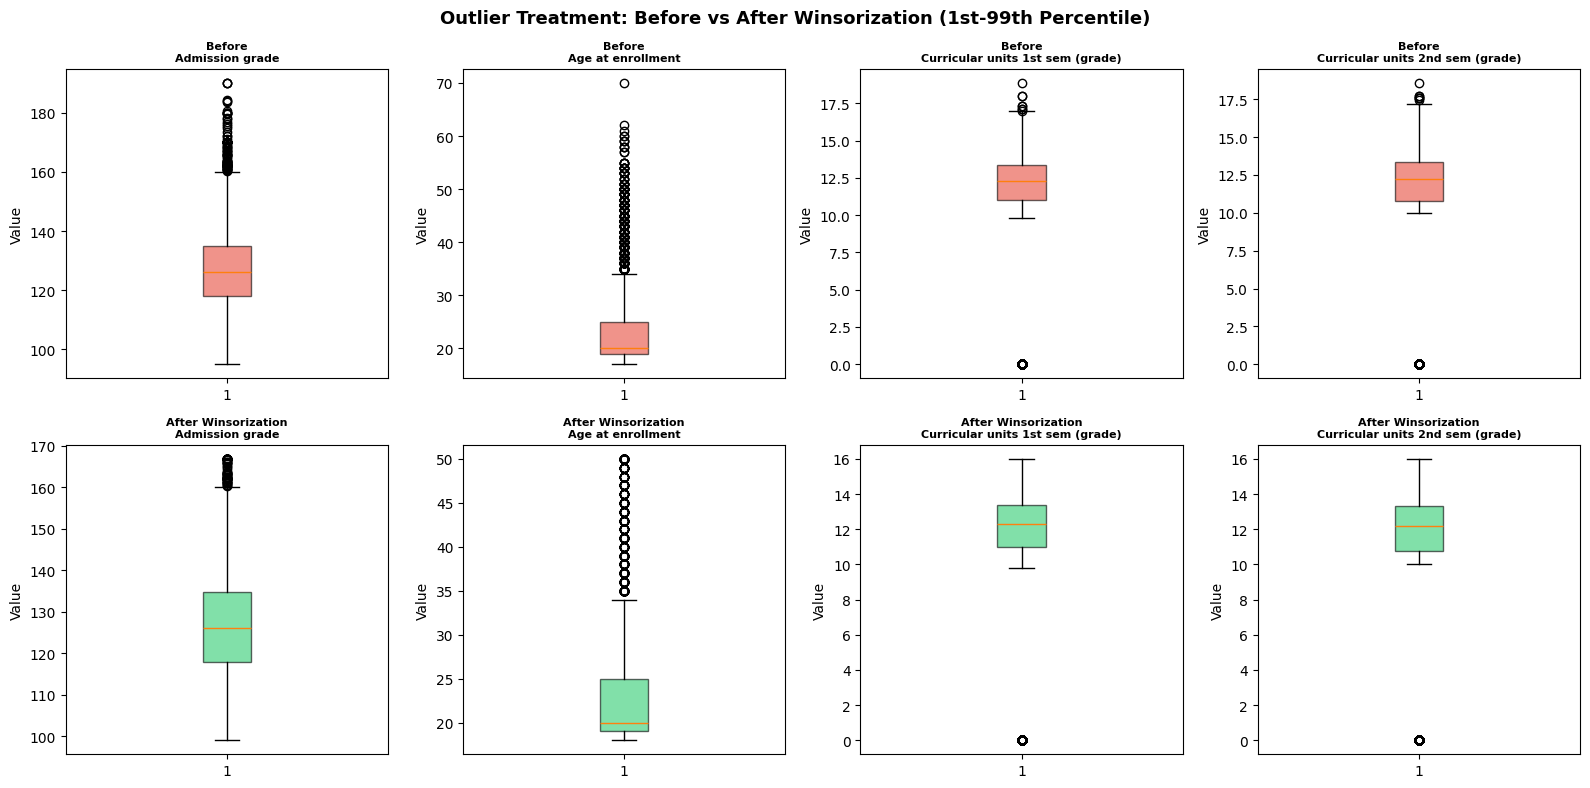 Outlier Treatment: Before vs After Winsorization (1st-99th Percentile)
Before
Admission grade
Value
180
160
140
120
100
1
Before
Age at enrollment
Value
70
60
50
40
30
20
1
Before
Curricular units 1st sem (grade)
Value
17.5
15.0
12.5
10.0
7.5
5.0
2.5
0.0
1
Before
Curricular units 2nd sem (grade)
Value
17.5
15.0
12.5
10.0
7.5
5.0
2.5
0.0
1
After Winsorization
Admission grade
Value
170
160
150
140
130
120
110
100
1
After Winsorization
Age at enrollment
Value
50
45
40
35
30
25
20
1
After Winsorization
Curricular units 1st sem (grade)
Value
16
14
12
10
8
6
4
2
0
1
After Winsorization
Curricular units 2nd sem (grade)
Value
16
14
12
10
8
6
4
2
0
1